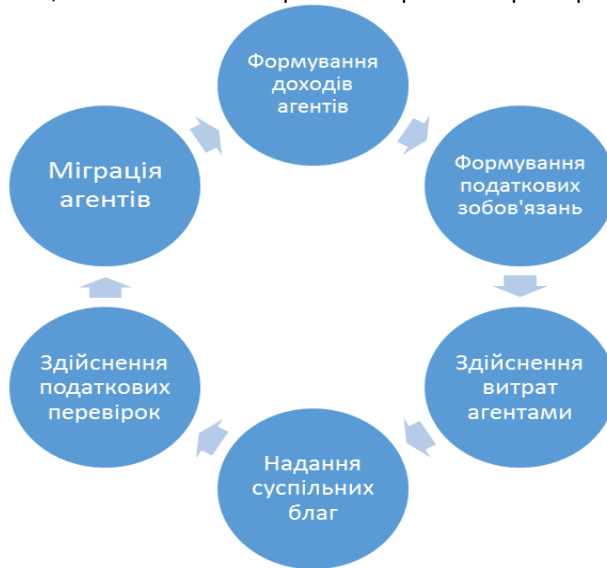 Формування
доходів
агентів
Формування
податкових
зобов'язань
Здійснення
витрат
агентами
Надання
суспільних
благ
Здійснення
податкових
перевірок
Міграція
агентів